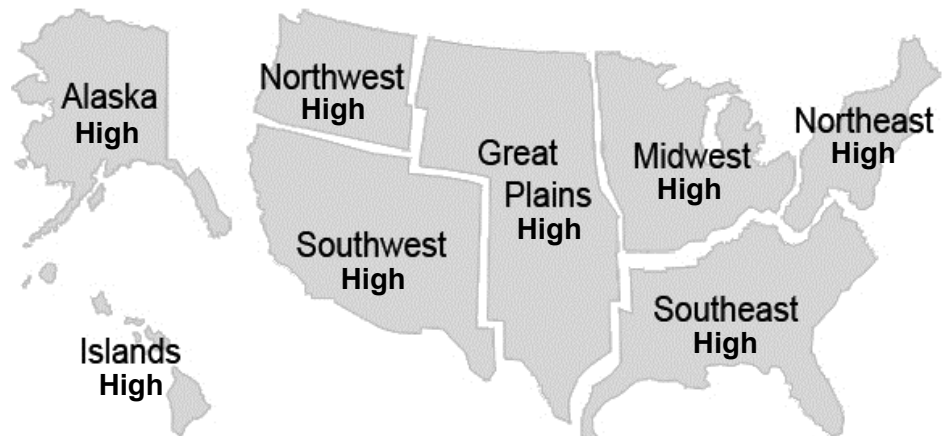 Alaska
High
Northwest
High
Great
Plains
High
Midwest
High
Northeast
High
Southwest
High
Southeast
High
Islands
High